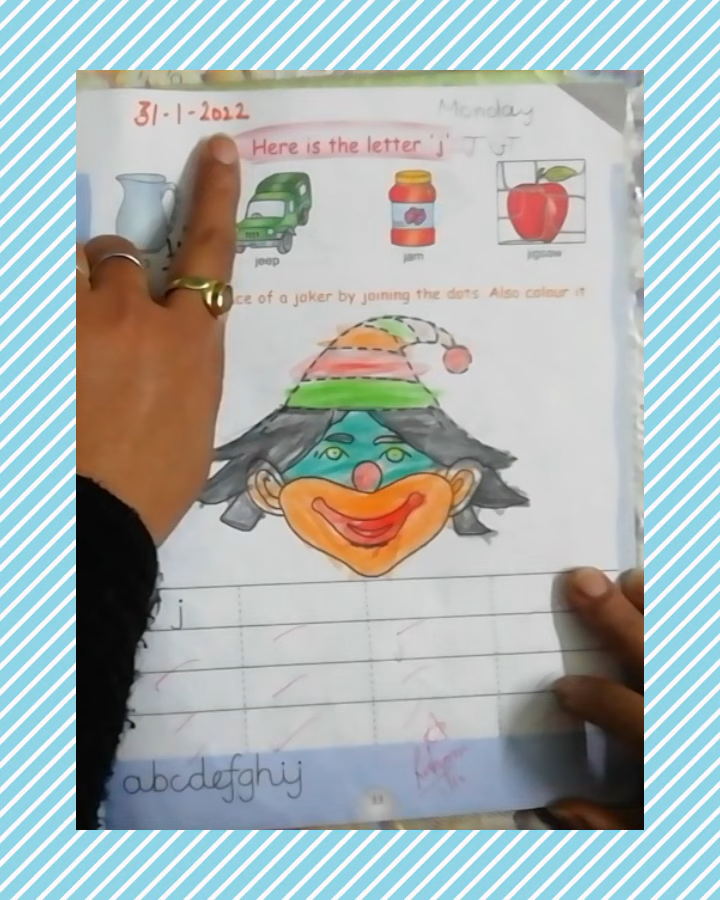 31-1-2022 Monday
Here is the letter 'j' J J J
jeep jam jigsaw
ce of a joker by joining the dots. Also colour it
j
abcdefghij
33